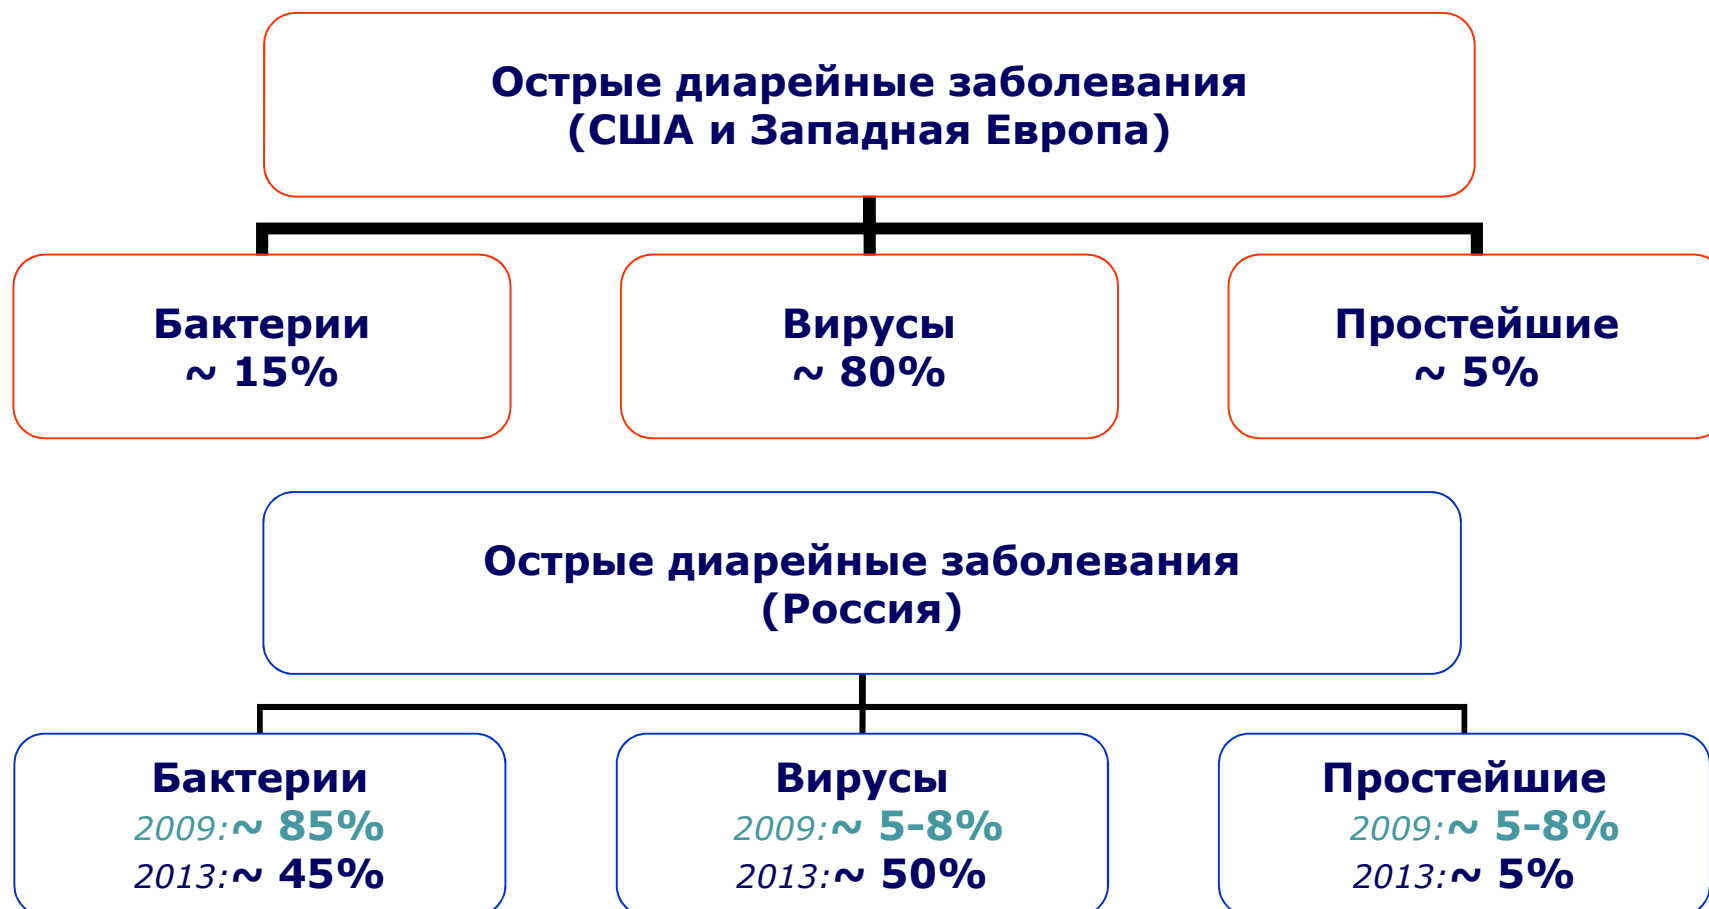 Острые диарейные заболевания
(США и Западная Европа)
Бактерии
~ 15%
Вирусы
~ 80%
Простейшие
~ 5%
Острые диарейные заболевания
(Россия)
Бактерии
2009:~ 85%
2013:~ 45%
Вирусы
2009:~ 5-8%
2013:~ 50%
Простейшие
2009:~ 5-8%
2013:~ 5%